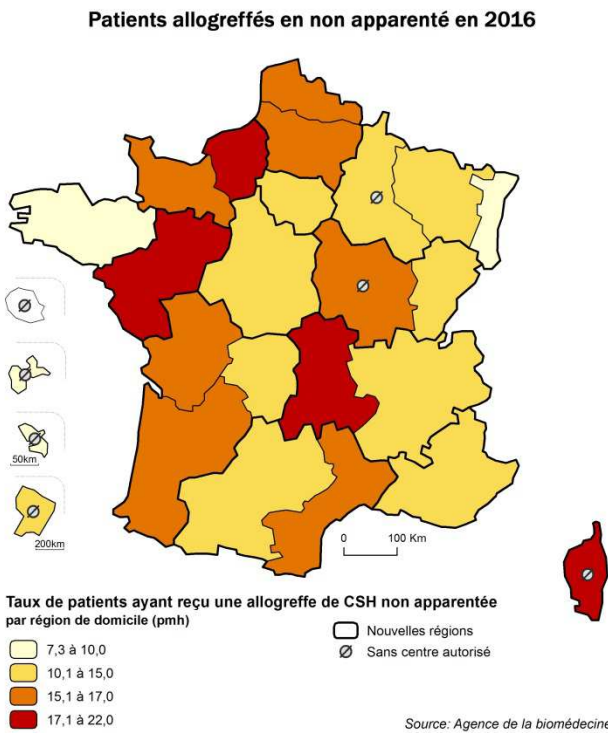 Patients allogreffés en non apparenté en 2016
50km
200km
0 100 Km
Taux de patients ayant reçu une allogreffe de CSH non apparentée
par région de domicile (pmh)
7,3 à 10,0
10,1 à 15,0
15,1 à 17,0
17,1 à 22,0
Nouvelles régions
Sans centre autorisé
Source: Agence de la biomédecine